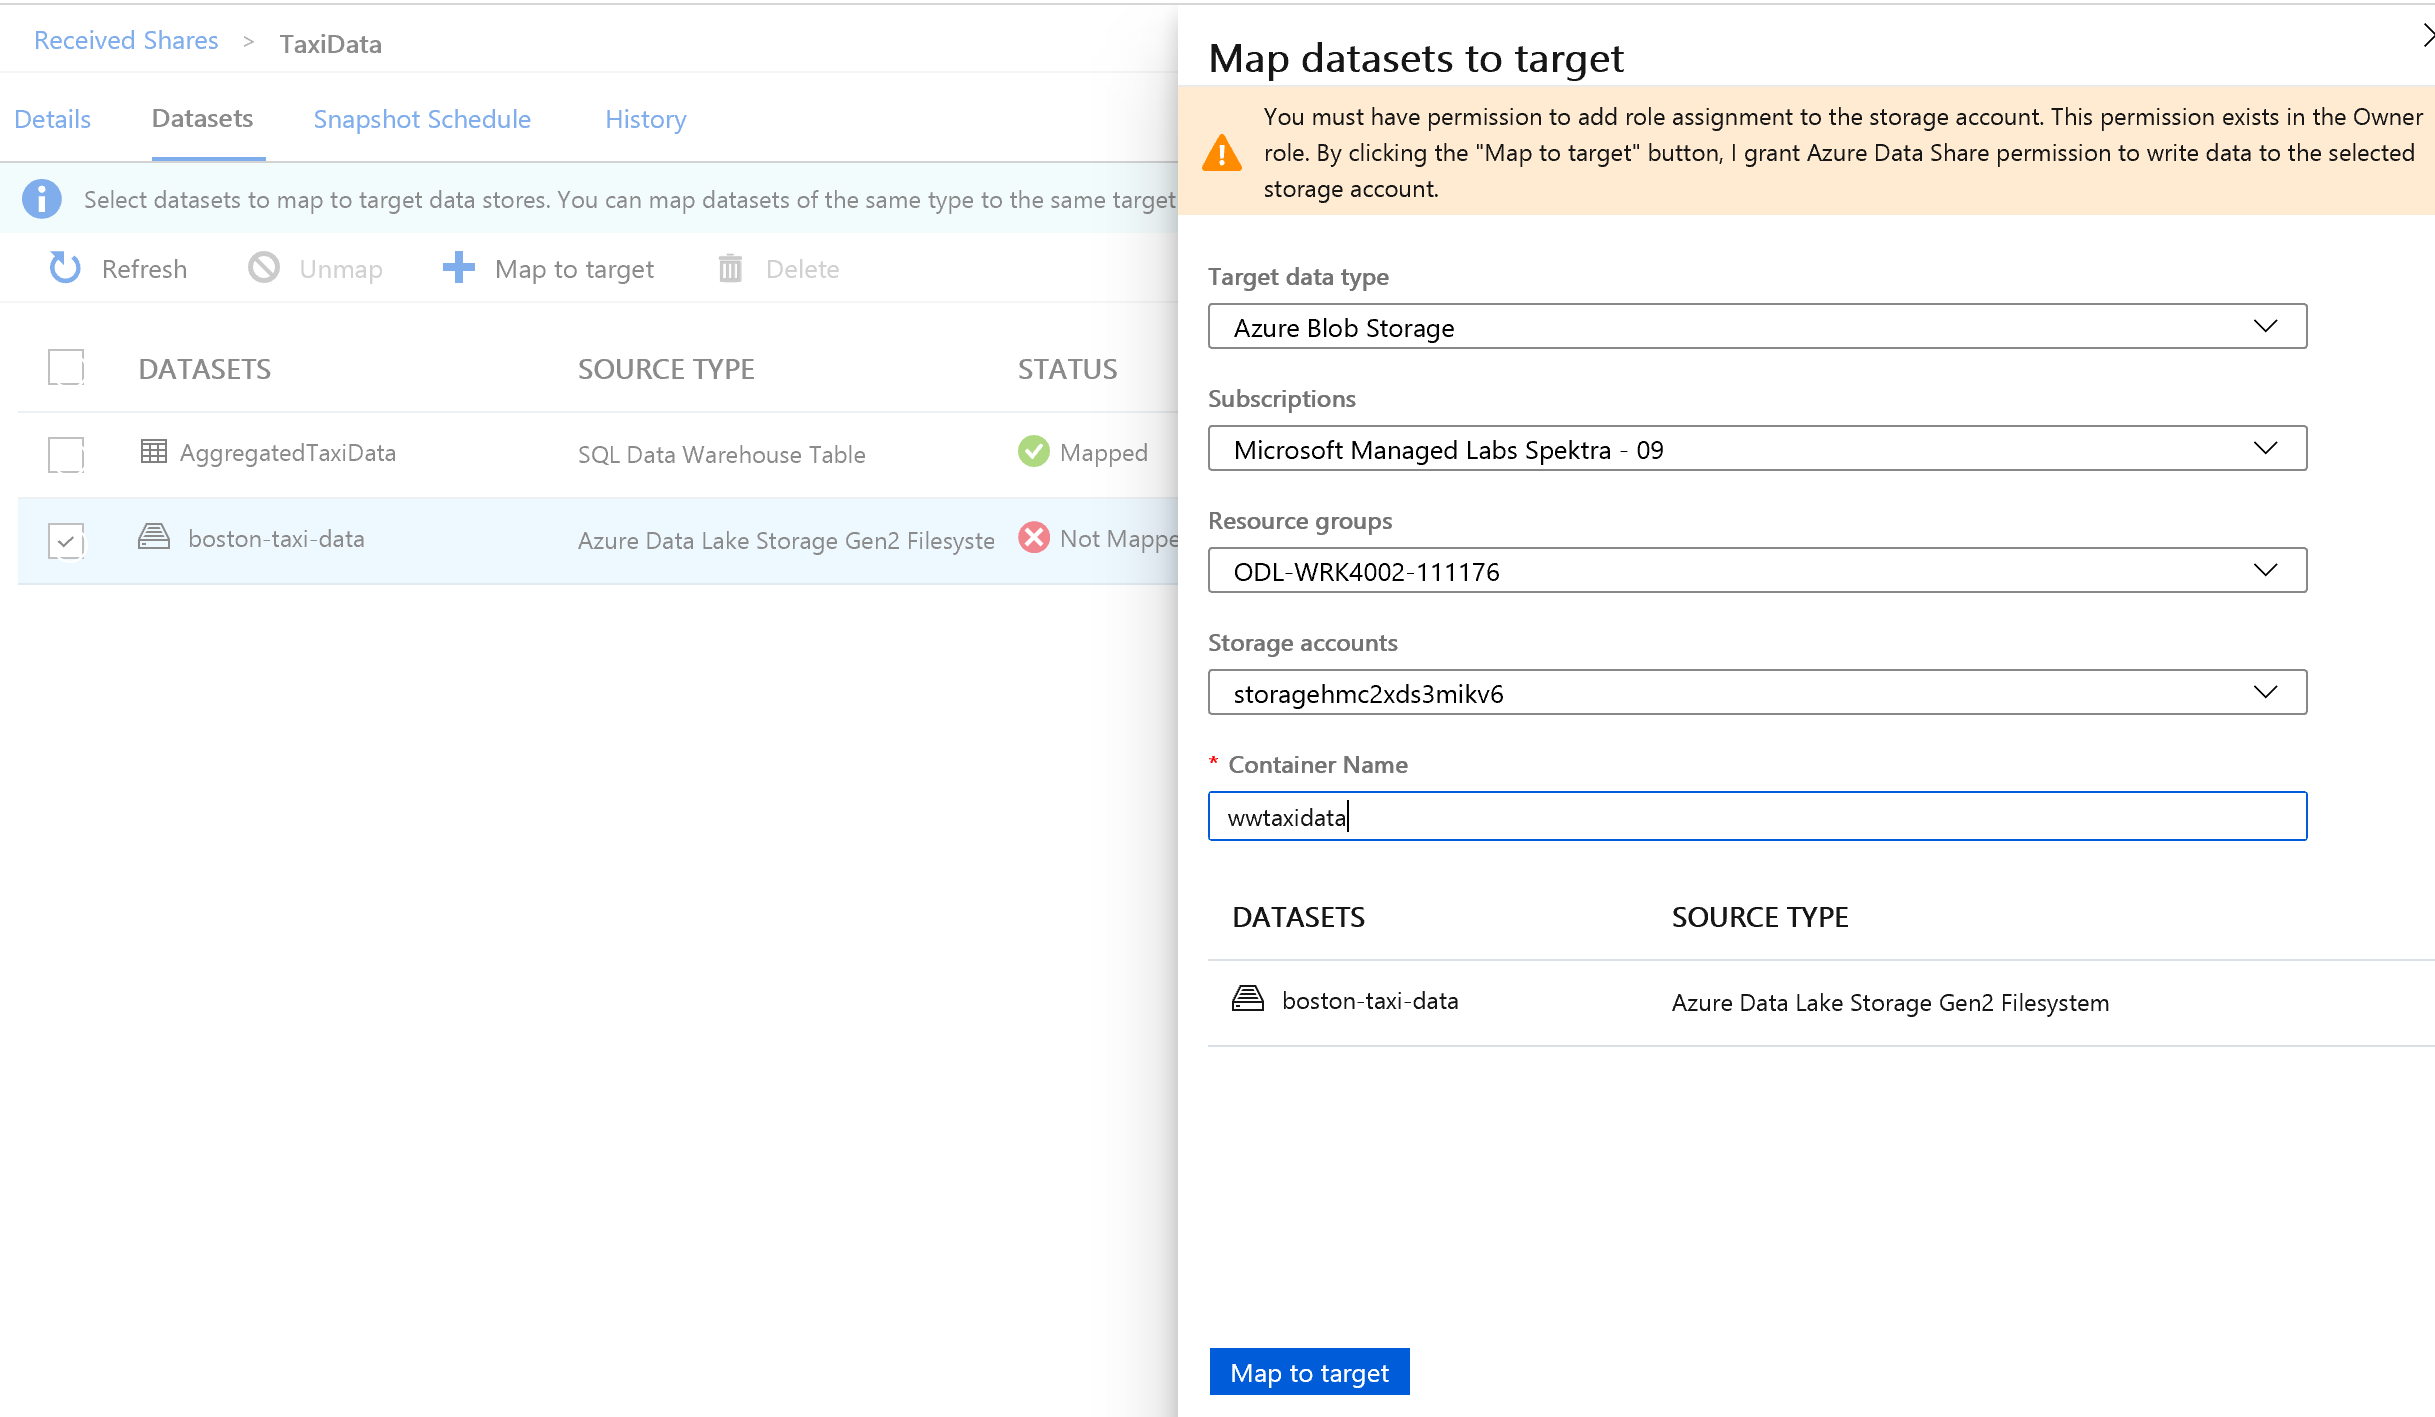 Received Shares > TaxiData
Details Datasets Snapshot Schedule History
Select datasets to map to target data stores. You can map datasets of the same type to the same target
Refresh Unmap Map to target Delete
DATASETS SOURCE TYPE STATUS
AggregatedTaxiData SQL Data Warehouse Table Mapped
boston-taxi-data Azure Data Lake Storage Gen2 Filesyste Not Mappe
Map datasets to target
You must have permission to add role assignment to the storage account. This permission exists in the Owner
role. By clicking the "Map to target" button, I grant Azure Data Share permission to write data to the selected
storage account.
Target data type
Azure Blob Storage
Subscriptions
Microsoft Managed Labs Spektra - 09
Resource groups
ODL-WRK4002-111176
Storage accounts
storagehmc2xds3mikv6
* Container Name
wwtaxidata
DATASETS SOURCE TYPE
boston-taxi-data Azure Data Lake Storage Gen2 Filesystem
Map to target